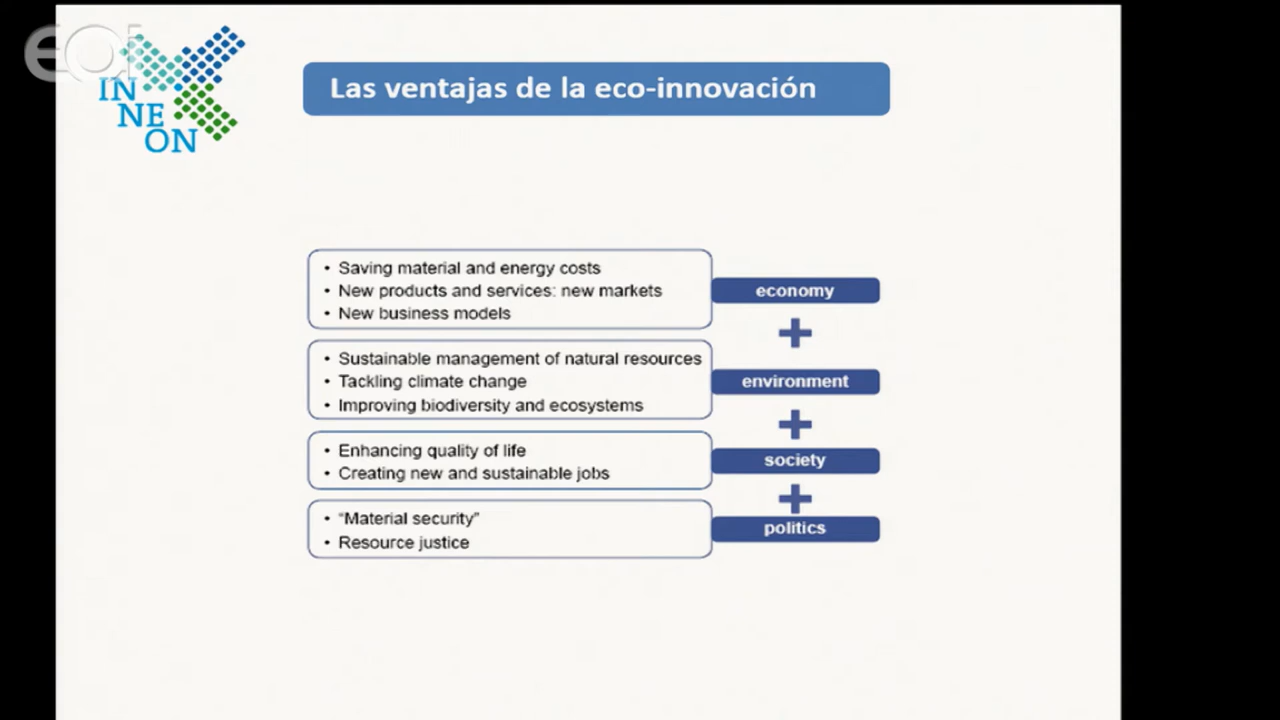 eoi
IN
NE
ON
Las ventajas de la eco-innovación
• Saving material and energy costs
• New products and services: new markets
• New business models
economy
• Sustainable management of natural resources
• Tackling climate change
• Improving biodiversity and ecosystems
environment
• Enhancing quality of life
• Creating new and sustainable jobs
society
• “Material security”
• Resource justice
politics